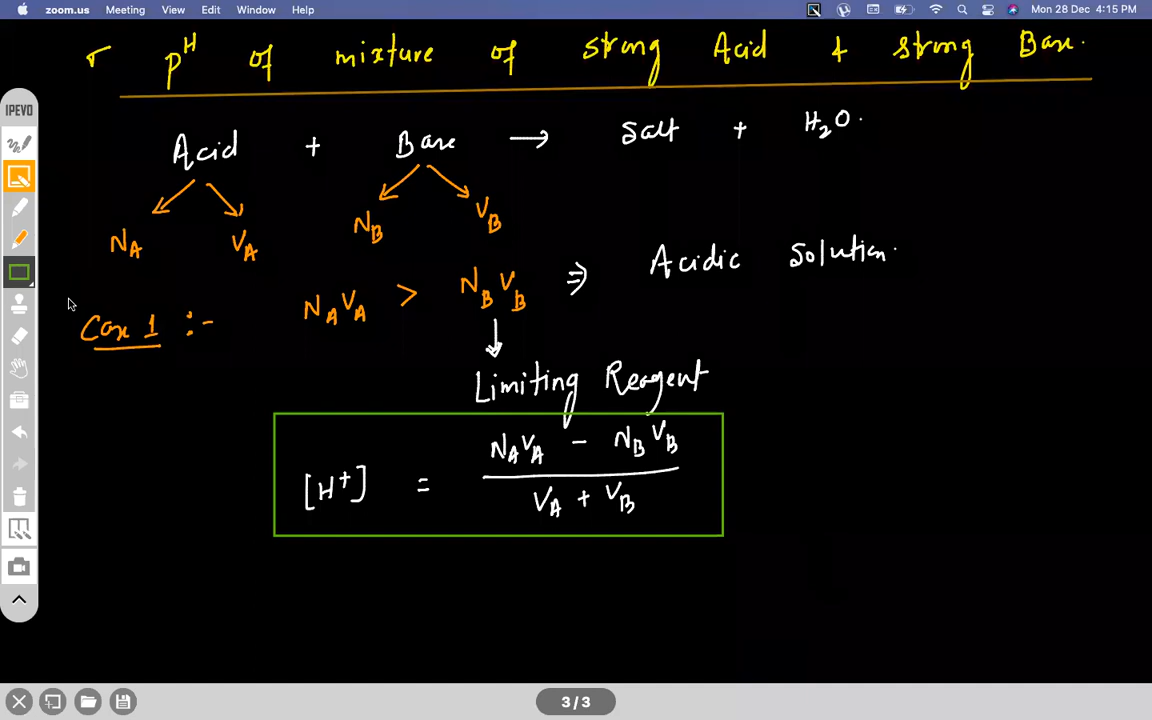 zoom.us Meeting View Edit Window Help Mon 28 Dec 4:15 PM
pH of mixture of strong Acid + strong Base.
IPEVO
Acid + Base → Salt + H2O.
NA VA NB VB
Case 1 :- NAVA > NBVB ⇒ Acidic Solution.
↓
Limiting Reagent
[H+] = (NAVA - NBVB) / (VA + VB)
3/3